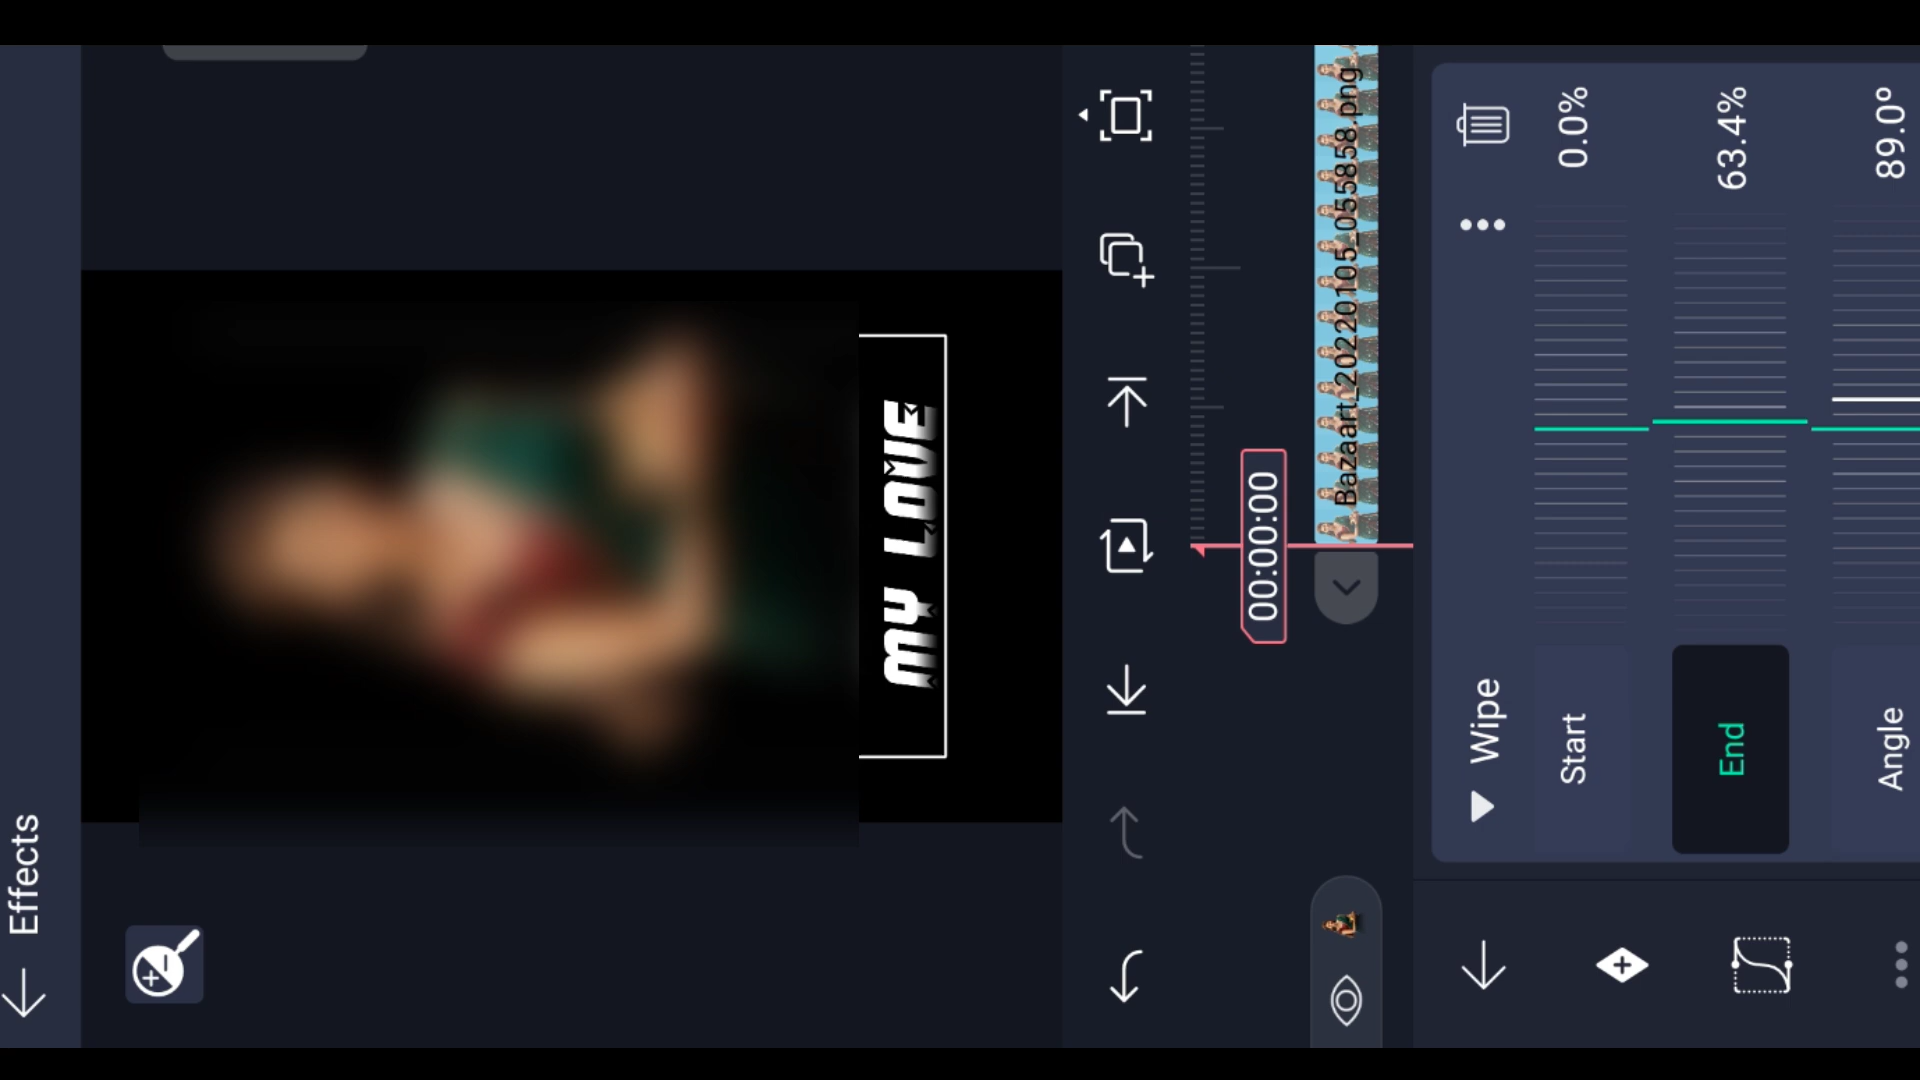 Effects
MY LOVE
00:00:00
Bazaart_20220105_055858.png
Wipe
Start 0.0%
End 63.4%
Angle 89.0°